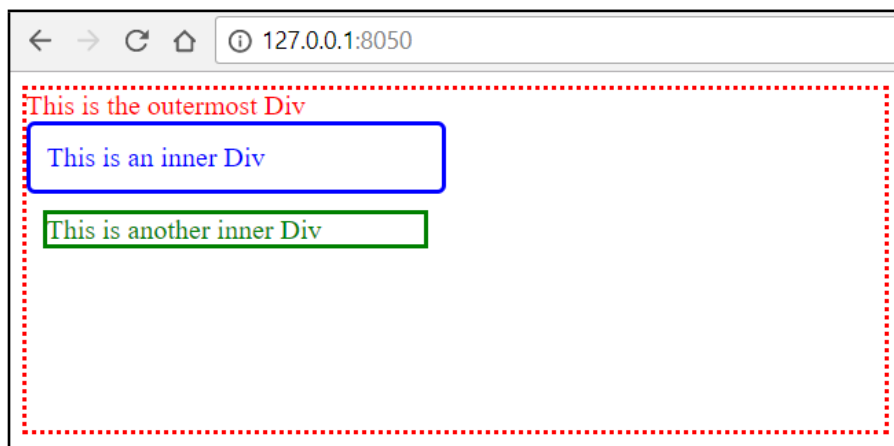 127.0.0.1:8050
This is the outermost Div
This is an inner Div
This is another inner Div